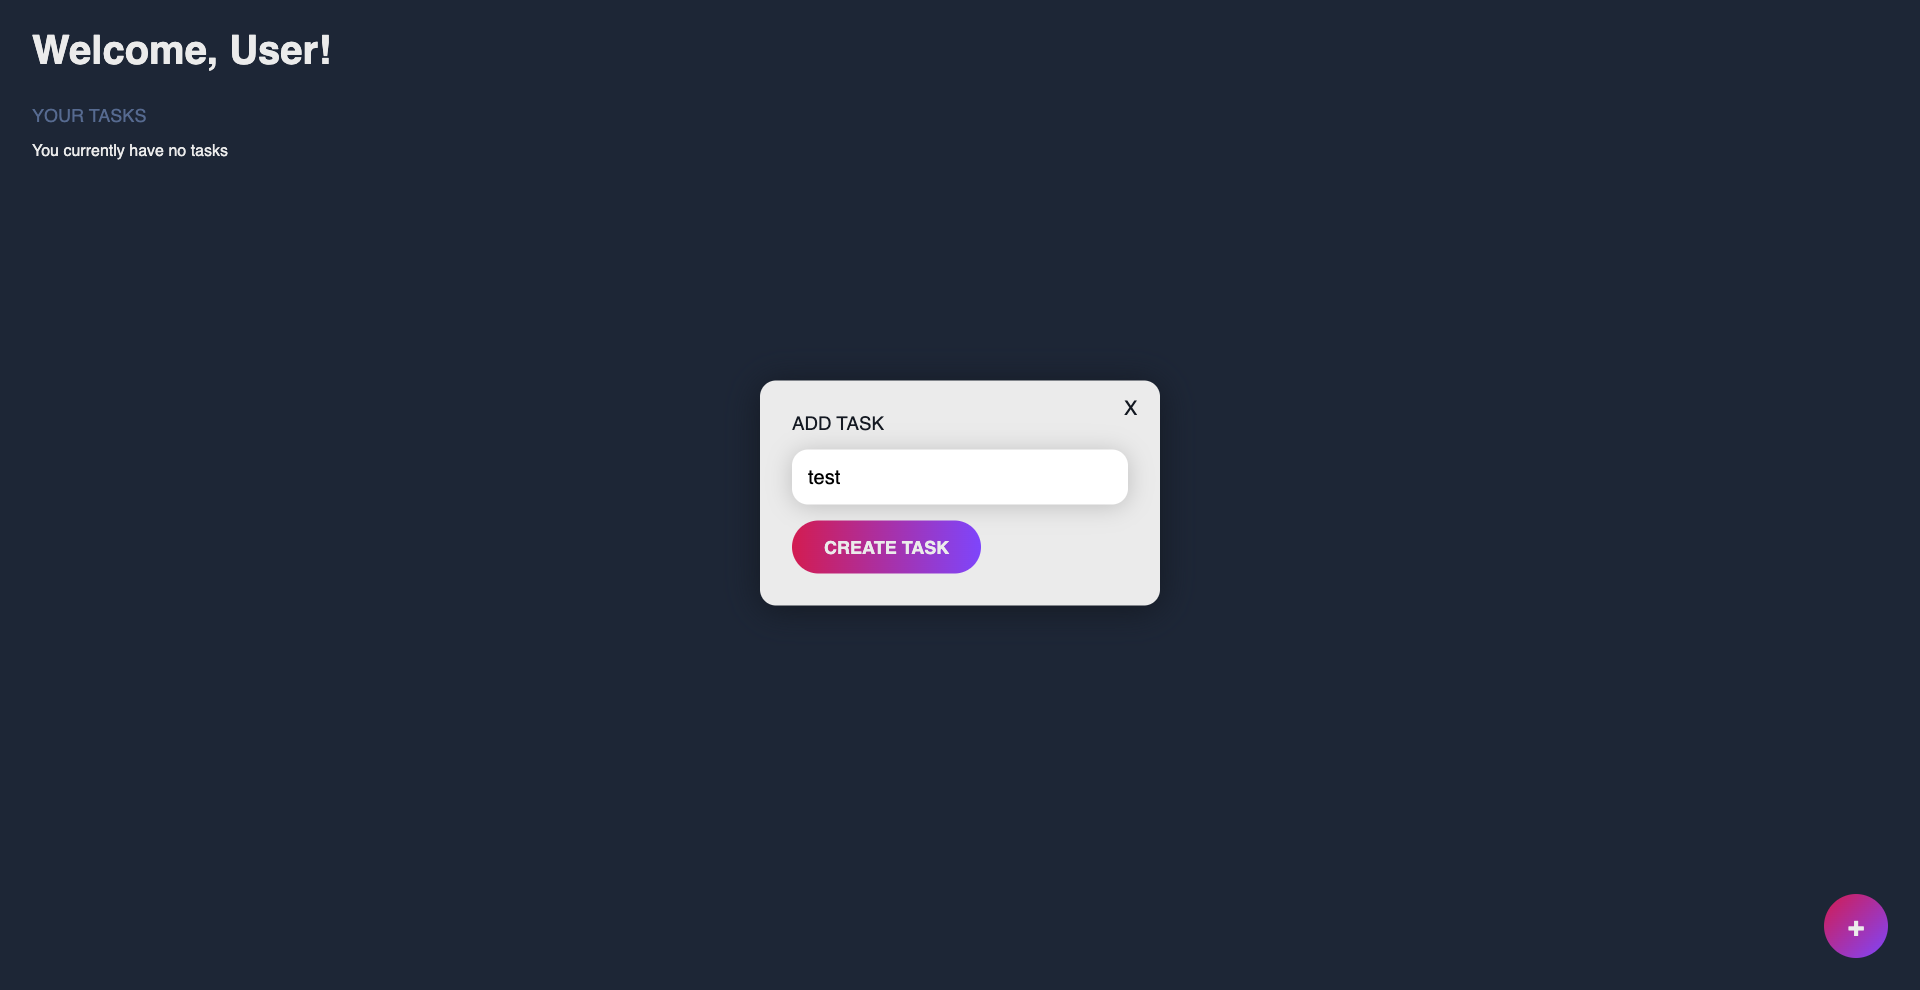 Welcome, User!
YOUR TASKS
You currently have no tasks
X
ADD TASK
test
CREATE TASK
+